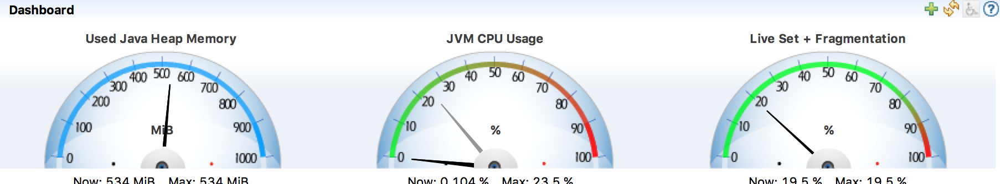 Dashboard
Used Java Heap Memory
0 100 200 300 400 500 600 700 800 900 1000
MiB
Now: 534 MiB Max: 534 MiB
JVM CPU Usage
0 10 20 30 40 50 60 70 80 90 100
%
Now: 0.104 % Max: 23.5 %
Live Set + Fragmentation
0 10 20 30 40 50 60 70 80 90 100
%
Now: 19.5 % Max: 19.5 %